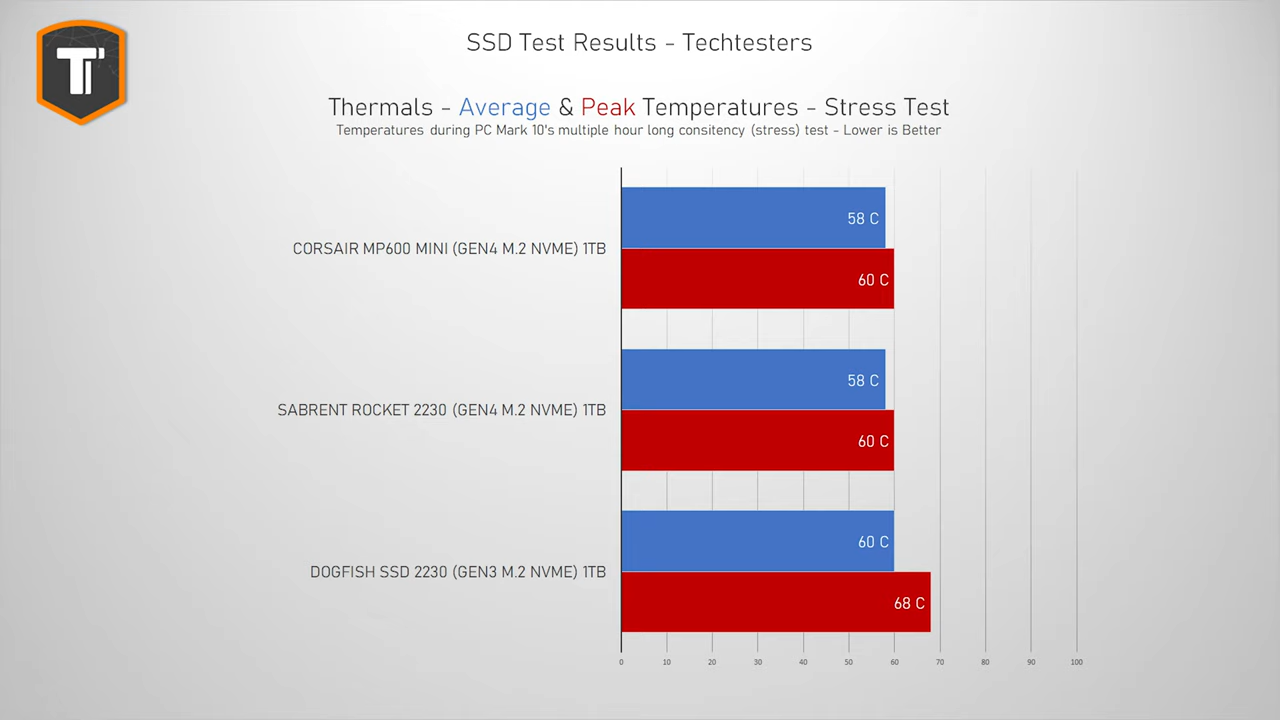 SSD Test Results - Techtesters
Thermals - Average & Peak Temperatures - Stress Test
Temperatures during PC Mark 10's multiple hour long consitency (stress) test - Lower is Better
CORSAIR MP600 MINI (GEN4 M.2 NVME) 1TB
58 C
60 C
SABRENT ROCKET 2230 (GEN4 M.2 NVME) 1TB
58 C
60 C
DOGFISH SSD 2230 (GEN3 M.2 NVME) 1TB
60 C
68 C
0 10 20 30 40 50 60 70 80 90 100